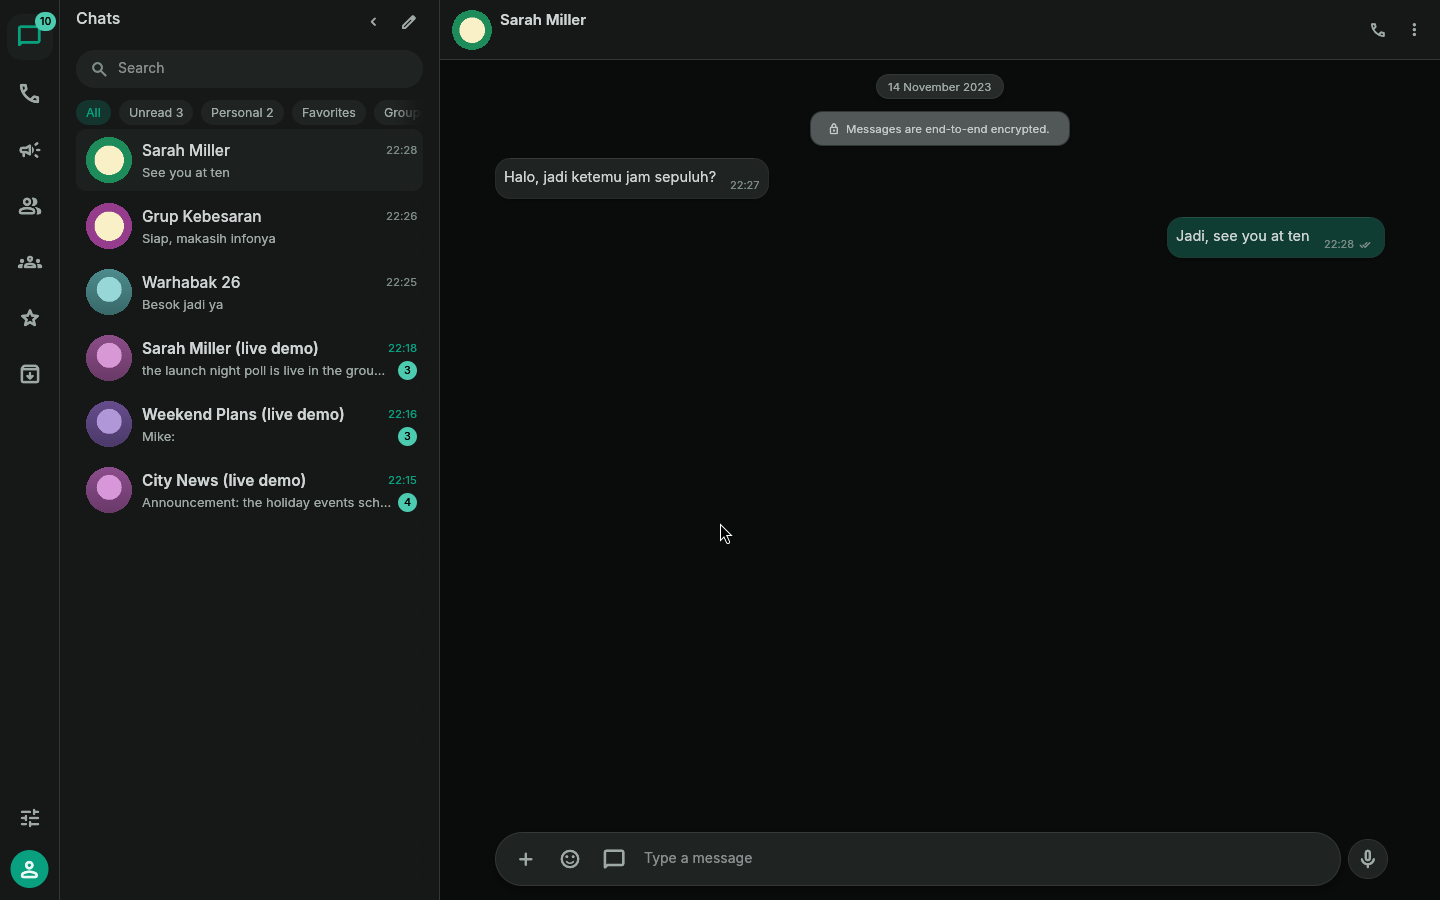 10
Chats
Search
All
Unread 3
Personal 2
Favorites
Group
Sarah Miller
22:28
See you at ten
Grup Kebesaran
22:26
Siap, makasih infonya
Warhabak 26
22:25
Besok jadi ya
Sarah Miller (live demo)
22:18
the launch night poll is live in the grou...
3
Weekend Plans (live demo)
22:16
Mike:
3
City News (live demo)
22:15
Announcement: the holiday events sch...
4
Sarah Miller
14 November 2023
Messages are end-to-end encrypted.
Halo, jadi ketemu jam sepuluh?
22:27
Jadi, see you at ten
22:28
Type a message